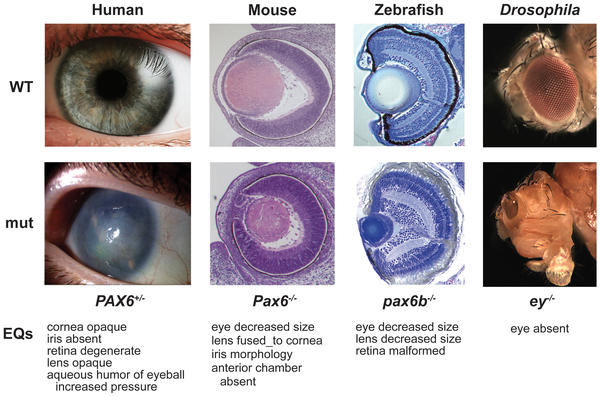 Human Mouse Zebrafish Drosophila
WT
mut
PAX6+/- Pax6-/- pax6b-/- ey-/-
EQs
cornea opaque
iris absent
retina degenerate
lens opaque
aqueous humor of eyeball
increased pressure
eye decreased size
lens fused_to cornea
iris morphology
anterior chamber
absent
eye decreased size
lens decreased size
retina malformed
eye absent